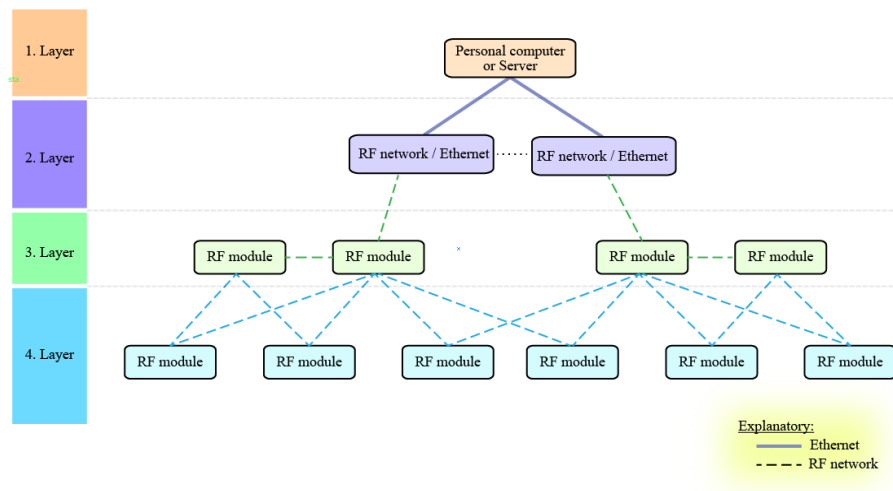 1. Layer
Personal computer
or Server
2. Layer
RF network / Ethernet
RF network / Ethernet
3. Layer
RF module
RF module
RF module
RF module
4. Layer
RF module
RF module
RF module
RF module
RF module
RF module
Explanatory:
Ethernet
RF network